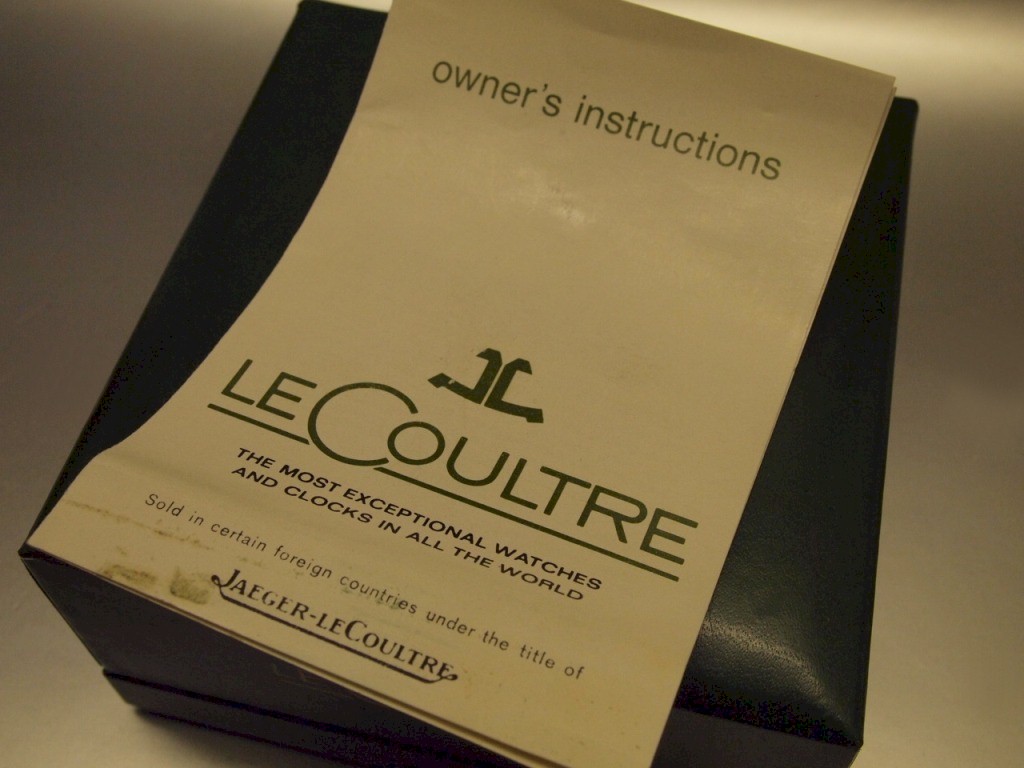 owner's instructions
LECOULTRE
THE MOST EXCEPTIONAL WATCHES
AND CLOCKS IN ALL THE WORLD
Sold in certain foreign countries under the title of
JAEGER-LECOULTRE